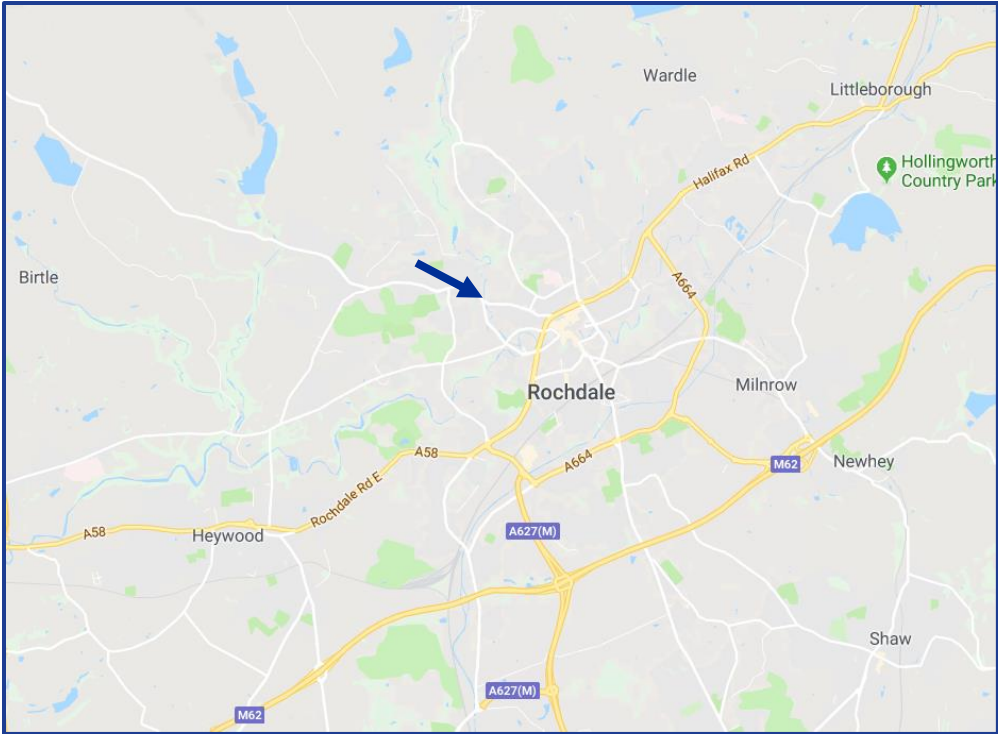 Wardle
Littleborough
Halifax Rd
Hollingworth
Country Park
Birtle
A664
Rochdale
Milnrow
A58
A664
M62
Newhey
Rochdale Rd E
A58
Heywood
A627(M)
Shaw
A627(M)
M62